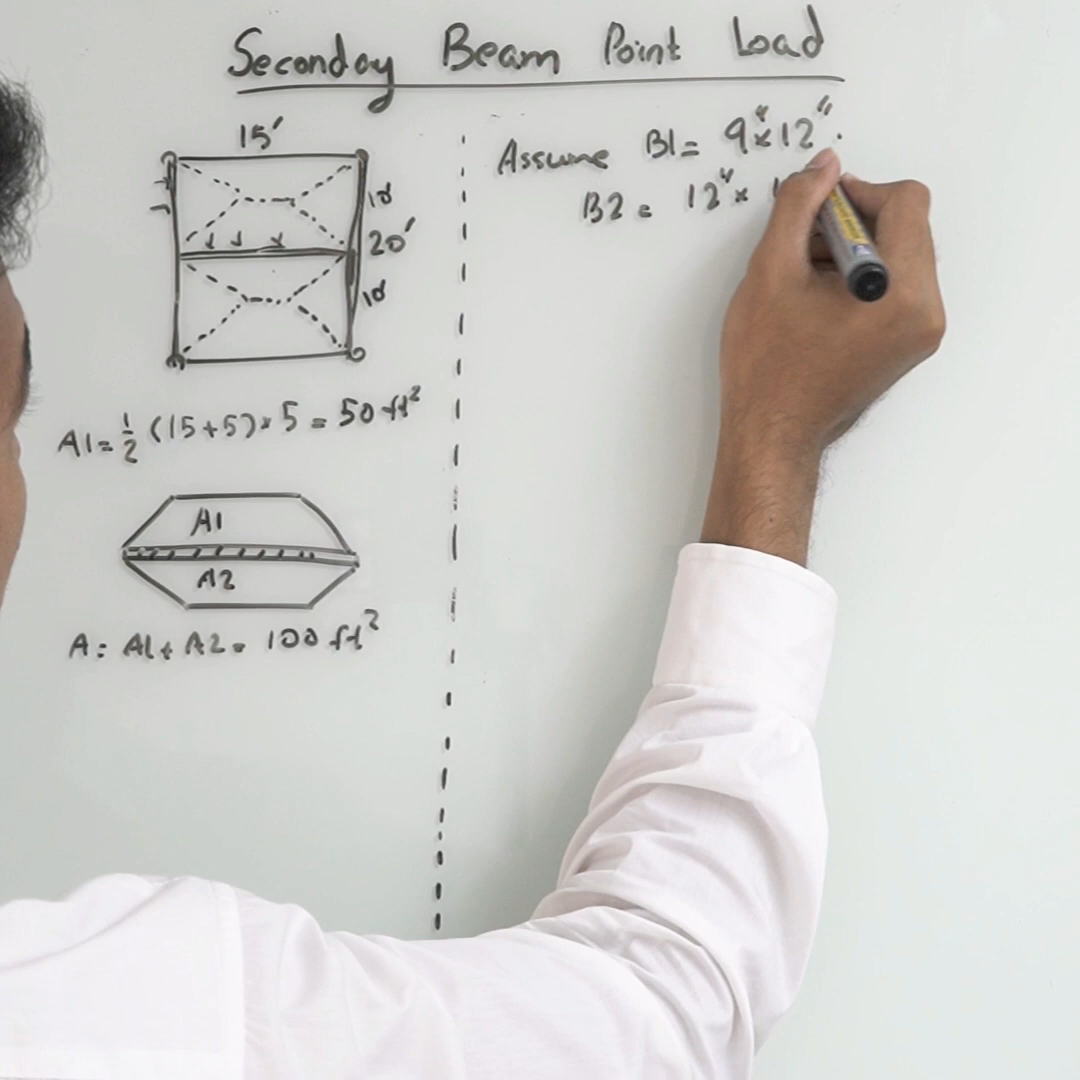 Seconday Beam Point Load
15'
10'
20'
10'
A1 = 1/2 (15+5) × 5 = 50 ft²
A1
A2
A: A1 + A2 = 100 ft²
Assume B1 = 9" × 12".
B2 = 12" ×